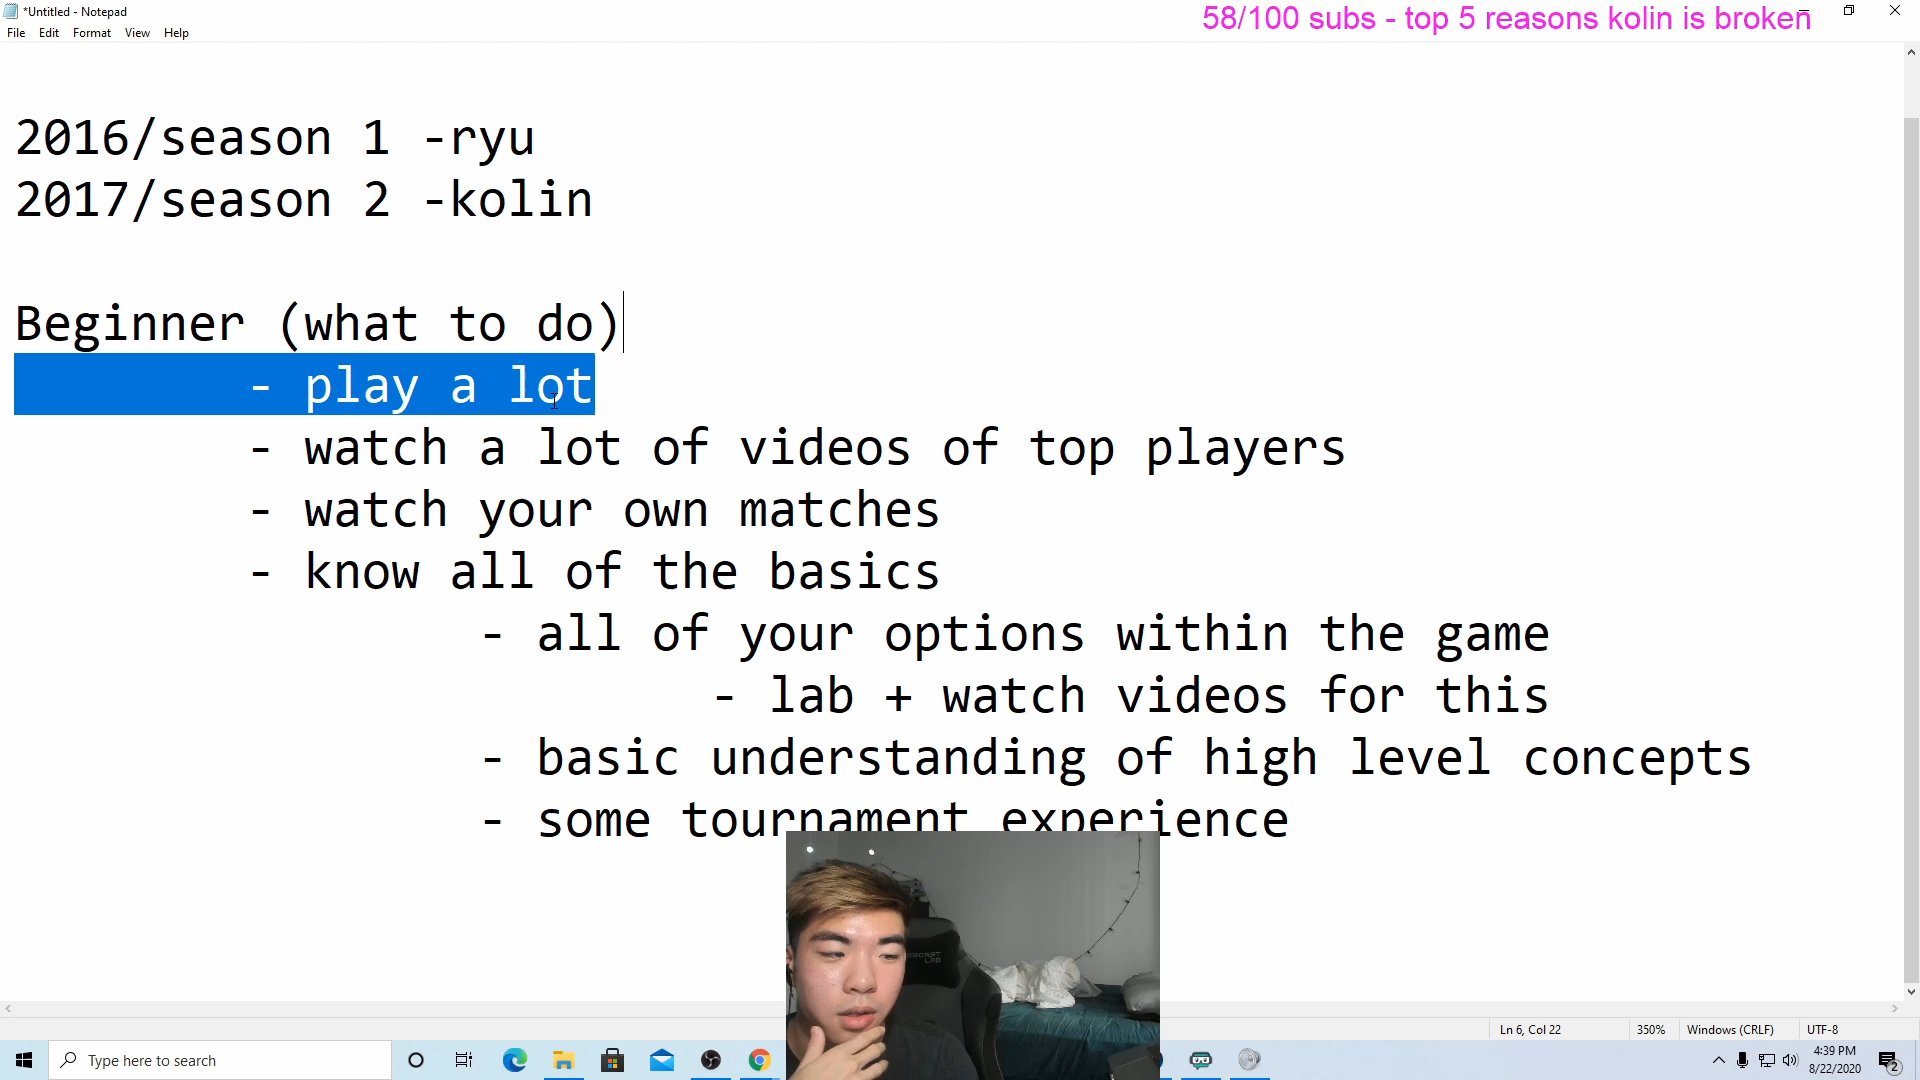 *Untitled - Notepad
58/100 subs - top 5 reasons kolin is broken
File Edit Format View Help
2016/season 1 -ryu
2017/season 2 -kolin
Beginner (what to do)
- play a lot
- watch a lot of videos of top players
- watch your own matches
- know all of the basics
- all of your options within the game
- lab + watch videos for this
- basic understanding of high level concepts
- some tournament experience
SECRET LAB
Ln 6, Col 22
350%
Windows (CRLF)
UTF-8
Type here to search
4:39 PM
8/22/2020
2